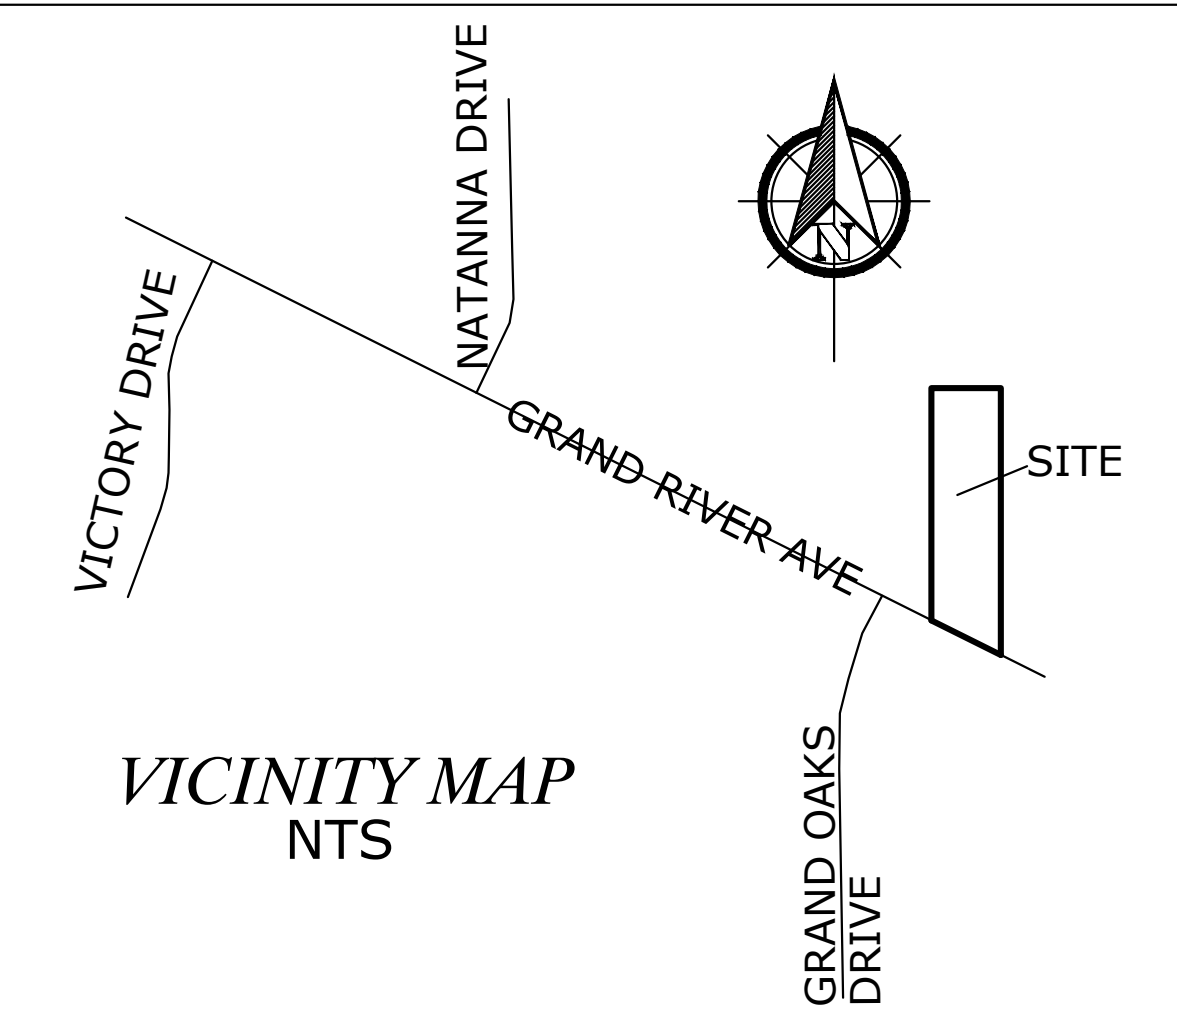 NATANNA DRIVE
N
VICTORY DRIVE
GRAND RIVER AVE
SITE
GRAND OAKS
DRIVE
VICINITY MAP
NTS